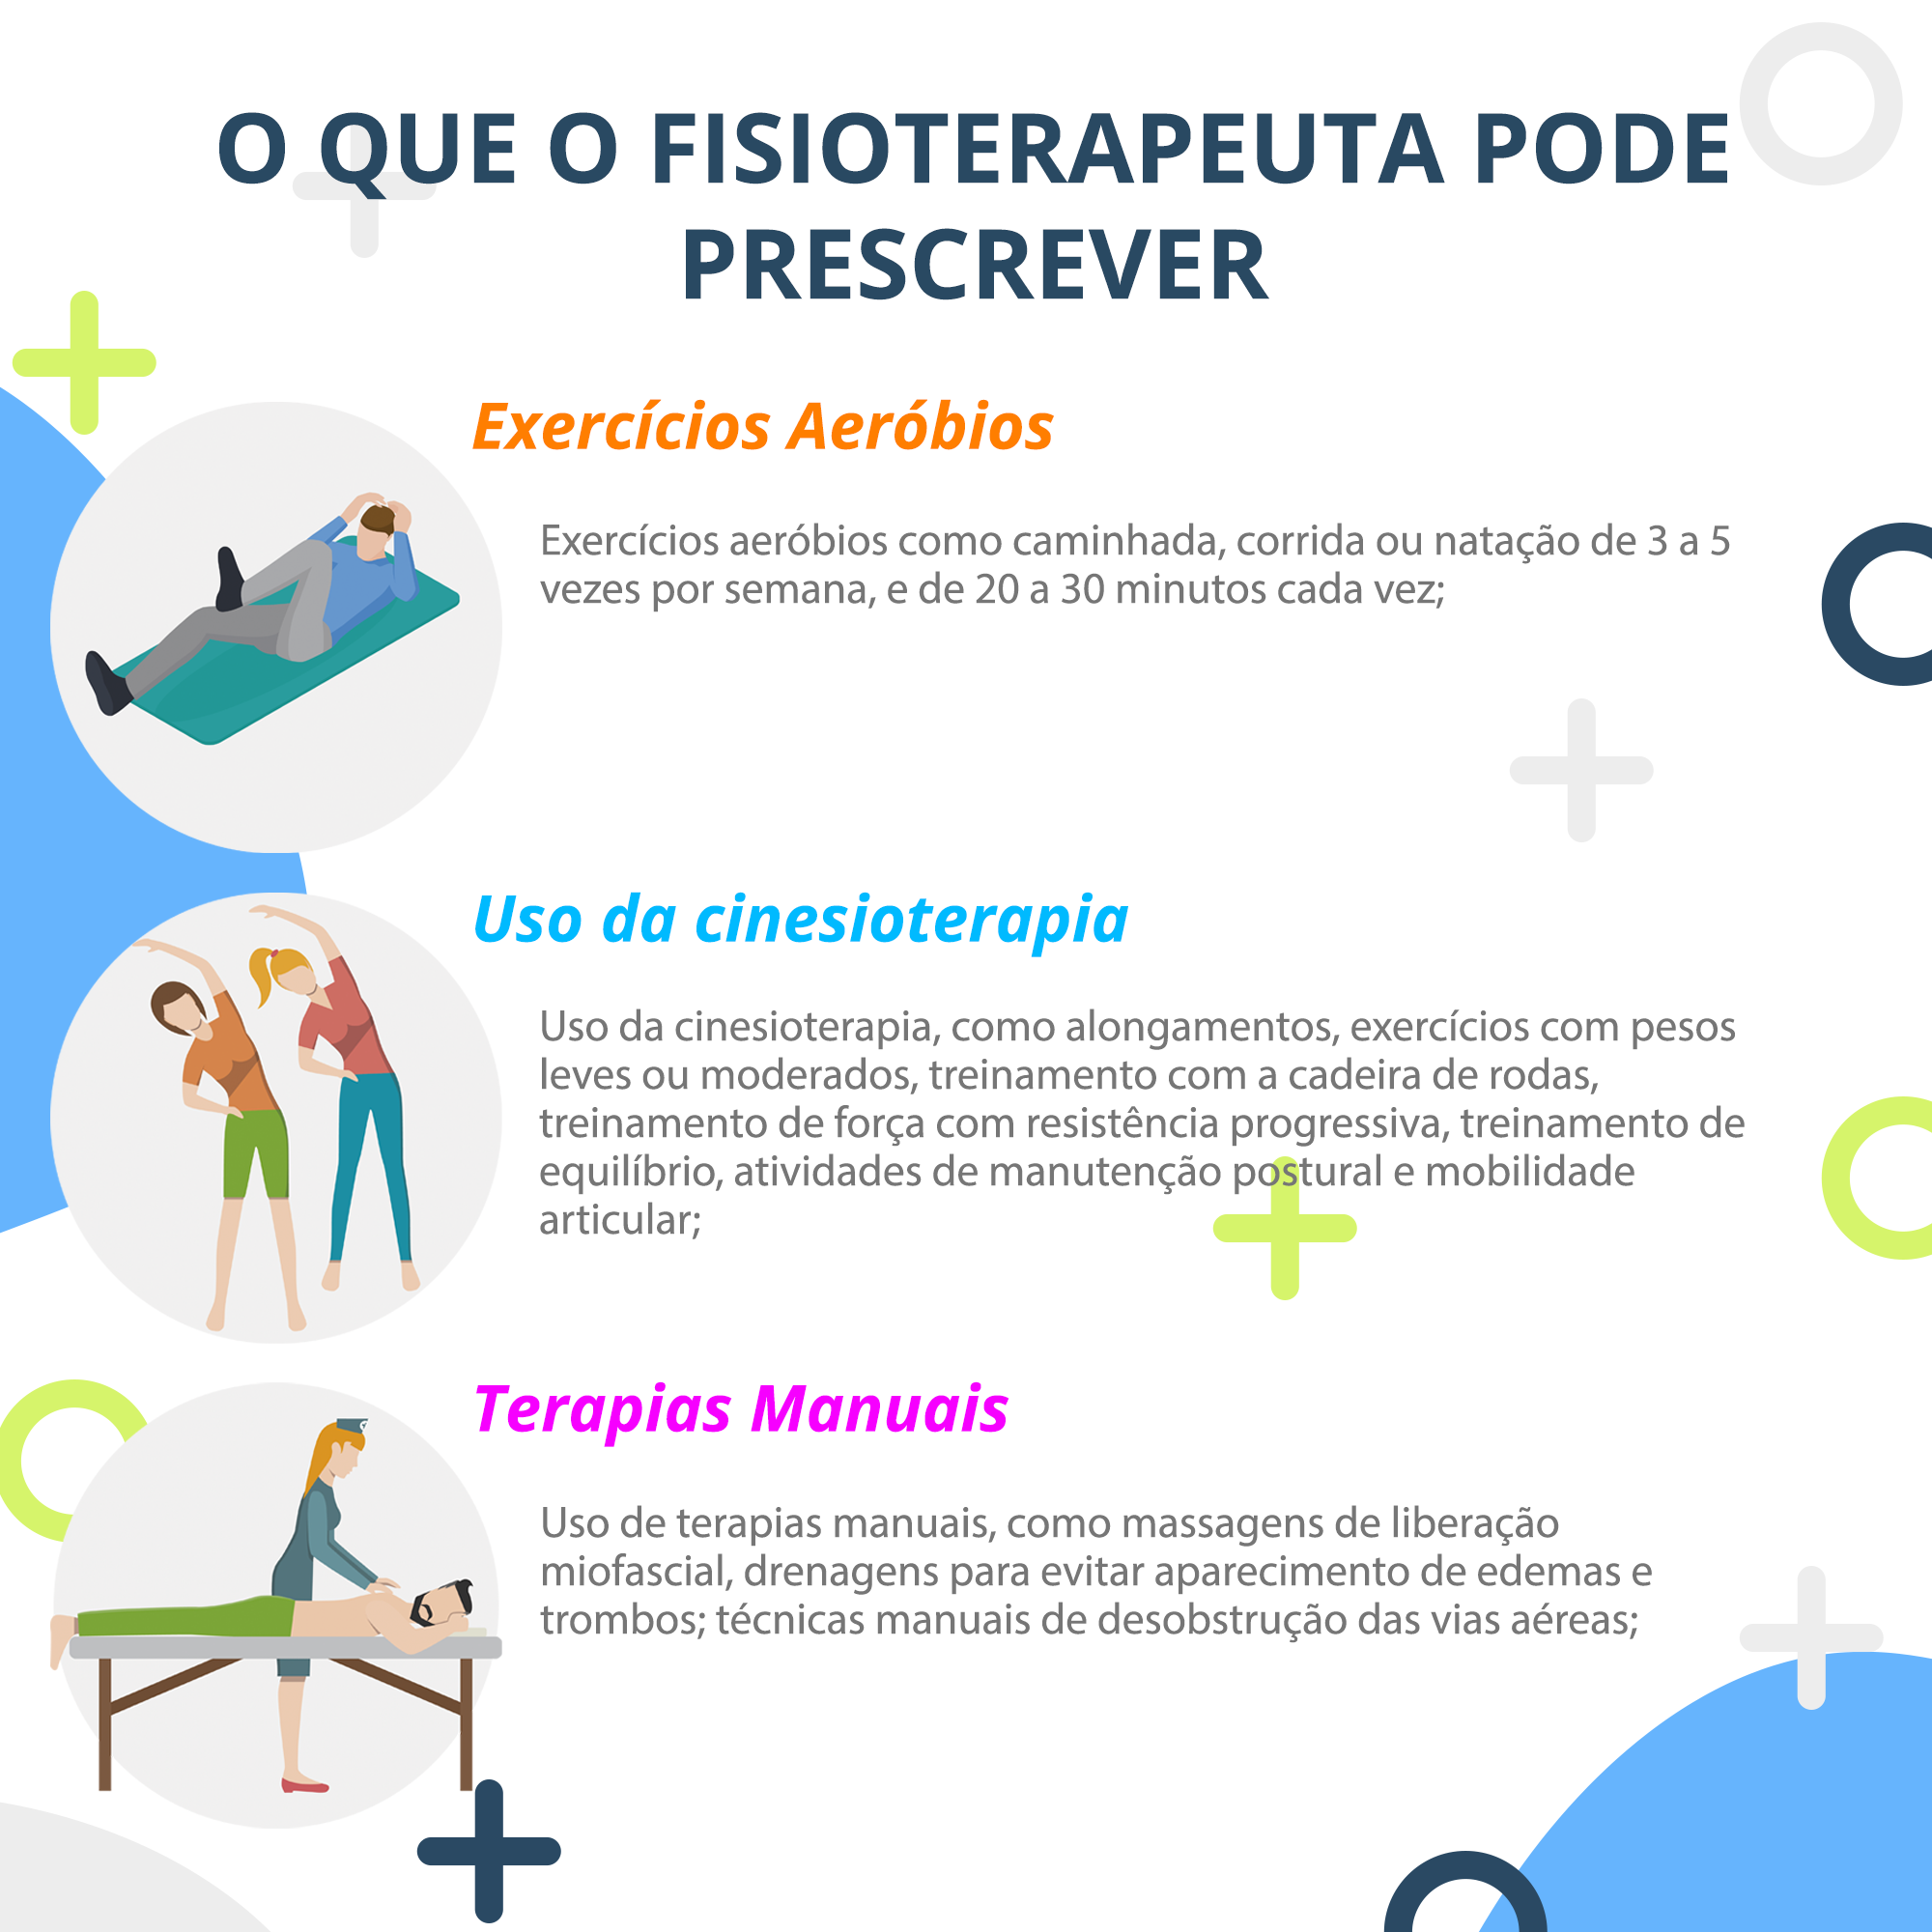 O QUE O FISIOTERAPEUTA PODE
PRESCREVER
Exercícios Aeróbios
Exercícios aeróbios como caminhada, corrida ou natação de 3 a 5
vezes por semana, e de 20 a 30 minutos cada vez;
Uso da cinesioterapia
Uso da cinesioterapia, como alongamentos, exercícios com pesos
leves ou moderados, treinamento com a cadeira de rodas,
treinamento de força com resistência progressiva, treinamento de
equilíbrio, atividades de manutenção postural e mobilidade
articular;
Terapias Manuais
Uso de terapias manuais, como massagens de liberação
miofascial, drenagens para evitar aparecimento de edemas e
trombos; técnicas manuais de desobstrução das vias aéreas;